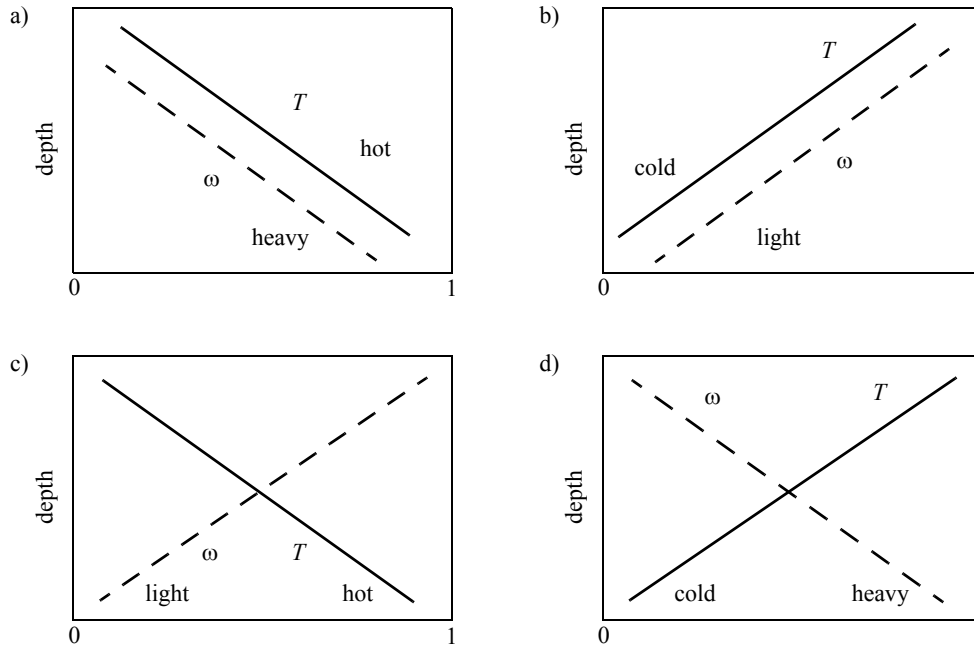 a)
T
hot
ω
heavy
depth
0
1
b)
T
cold
ω
light
depth
0
c)
ω
T
light
hot
depth
0
1
d)
ω
T
cold
heavy
depth
0